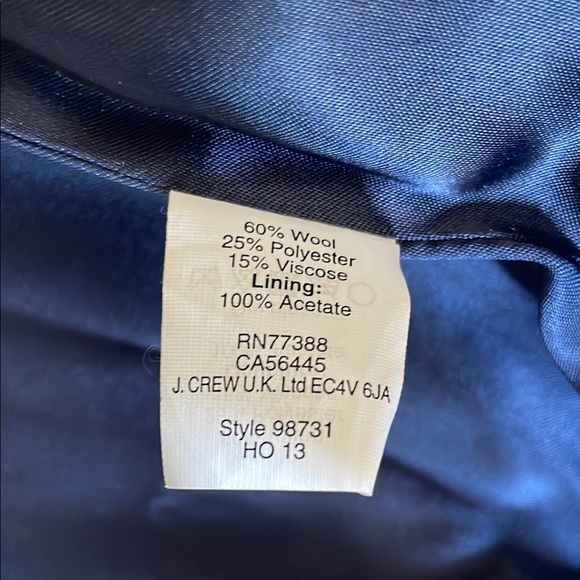 60% Wool
25% Polyester
15% Viscose
Lining:
100% Acetate
RN77388
CA56445
J. CREW U.K. Ltd EC4V 6JA
Style 98731
HO 13